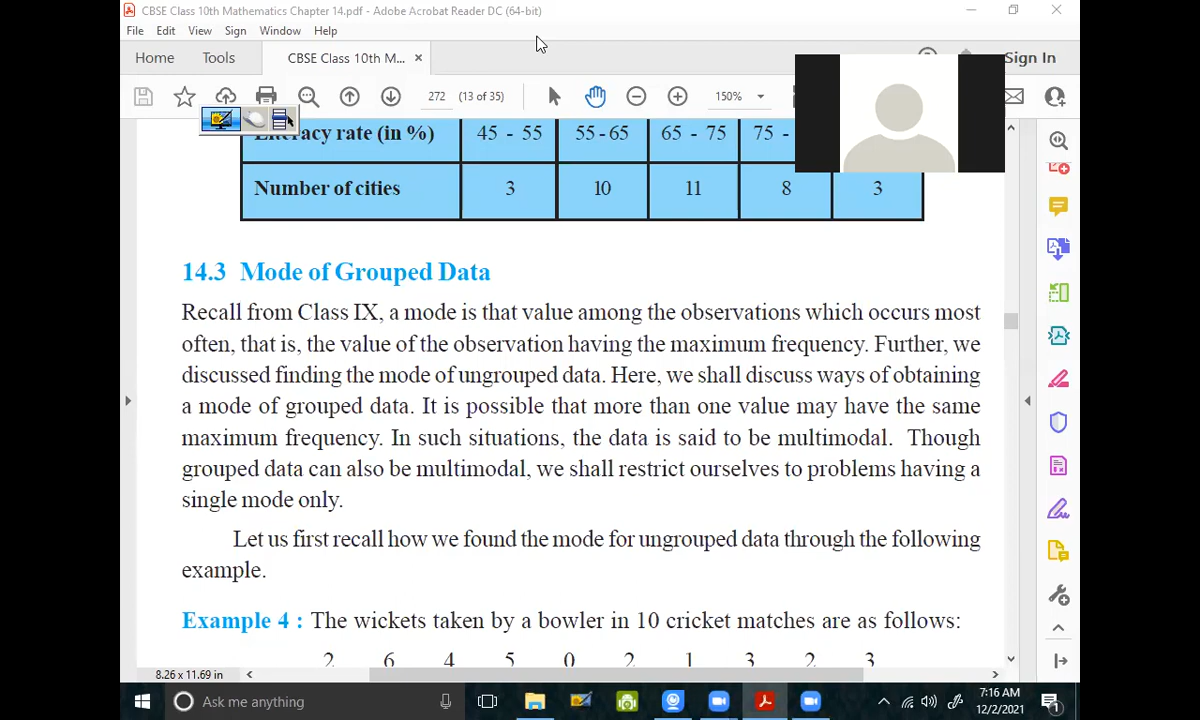 CBSE Class 10th Mathematics Chapter 14.pdf - Adobe Acrobat Reader DC (64-bit)
File Edit View Sign Window Help
Home Tools CBSE Class 10th M... × Sign In
272 (13 of 35) 150%
Literacy rate (in %) 45 - 55 55 - 65 65 - 75 75 -
Number of cities 3 10 11 8 3
14.3 Mode of Grouped Data
Recall from Class IX, a mode is that value among the observations which occurs most
often, that is, the value of the observation having the maximum frequency. Further, we
discussed finding the mode of ungrouped data. Here, we shall discuss ways of obtaining
a mode of grouped data. It is possible that more than one value may have the same
maximum frequency. In such situations, the data is said to be multimodal. Though
grouped data can also be multimodal, we shall restrict ourselves to problems having a
single mode only.
Let us first recall how we found the mode for ungrouped data through the following
example.
Example 4 : The wickets taken by a bowler in 10 cricket matches are as follows:
2 6 4 5 0 2 1 3 2 3
8.26 x 11.69 in
Ask me anything
7:16 AM
12/2/2021
1